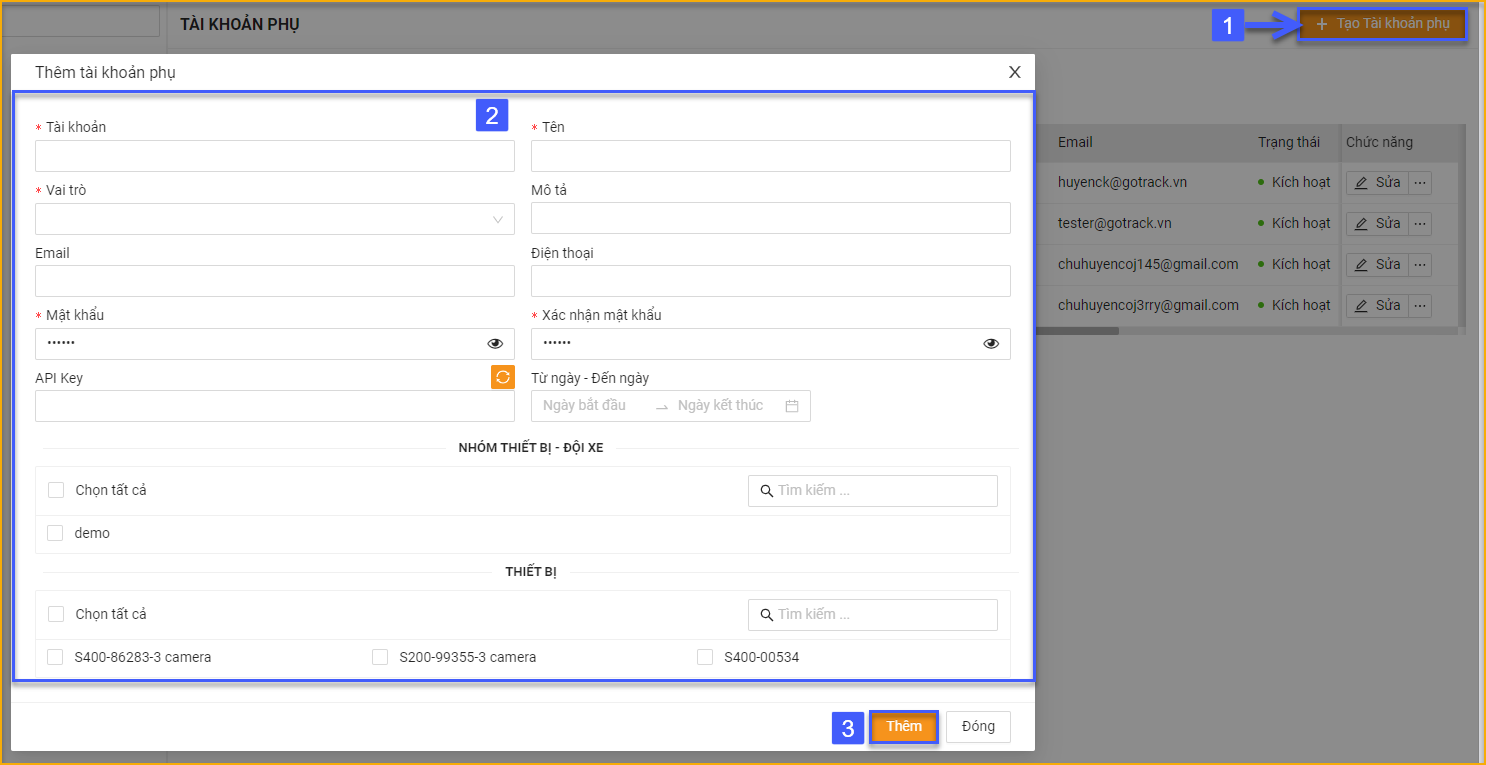 TÀI KHOẢN PHỤ
1
+ Tạo Tài khoản phụ
Thêm tài khoản phụ
X
2
* Tài khoản
* Tên
* Vai trò
Mô tả
Email
Điện thoại
* Mật khẩu
* Xác nhận mật khẩu
••••••
••••••
API Key
Từ ngày - Đến ngày
Ngày bắt đầu → Ngày kết thúc
NHÓM THIẾT BỊ - ĐỘI XE
Chọn tất cả
Tìm kiếm ...
demo
THIẾT BỊ
Chọn tất cả
Tìm kiếm ...
S400-86283-3 camera
S200-99355-3 camera
S400-00534
3
Thêm
Đóng
Email Trạng thái Chức năng
huyenck@gotrack.vn Kích hoạt Sửa ...
tester@gotrack.vn Kích hoạt Sửa ...
chuhuyencoj145@gmail.com Kích hoạt Sửa ...
chuhuyencoj3rry@gmail.com Kích hoạt Sửa ...